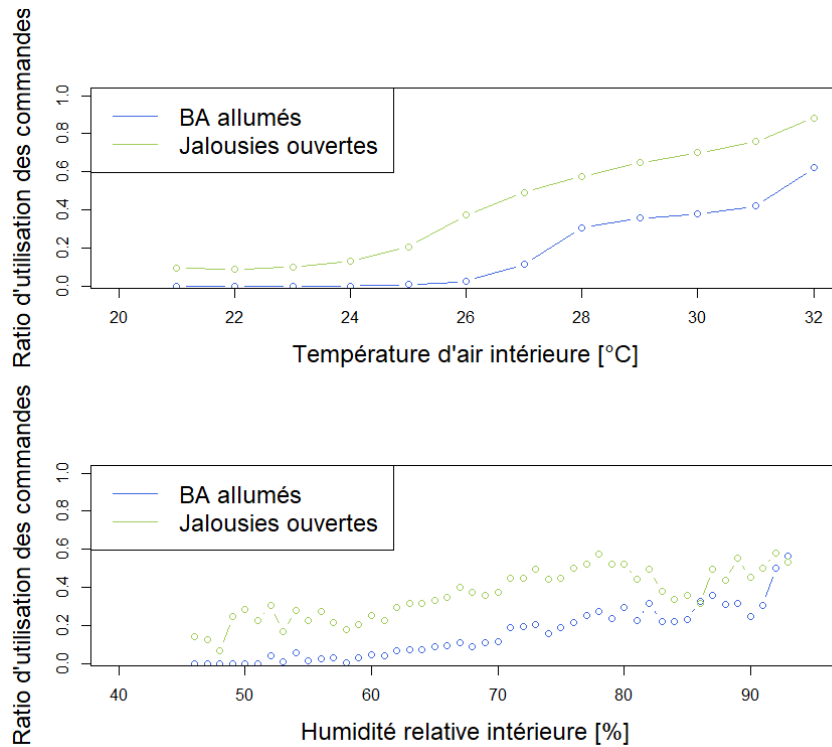 Ratio d'utilisation des commandes
1.0
0.8
0.6
0.4
0.2
0.0
BA allumés
Jalousies ouvertes
20 22 24 26 28 30 32
Température d'air intérieure [°C]
Ratio d'utilisation des commandes
1.0
0.8
0.6
0.4
0.2
0.0
BA allumés
Jalousies ouvertes
40 50 60 70 80 90
Humidité relative intérieure [%]